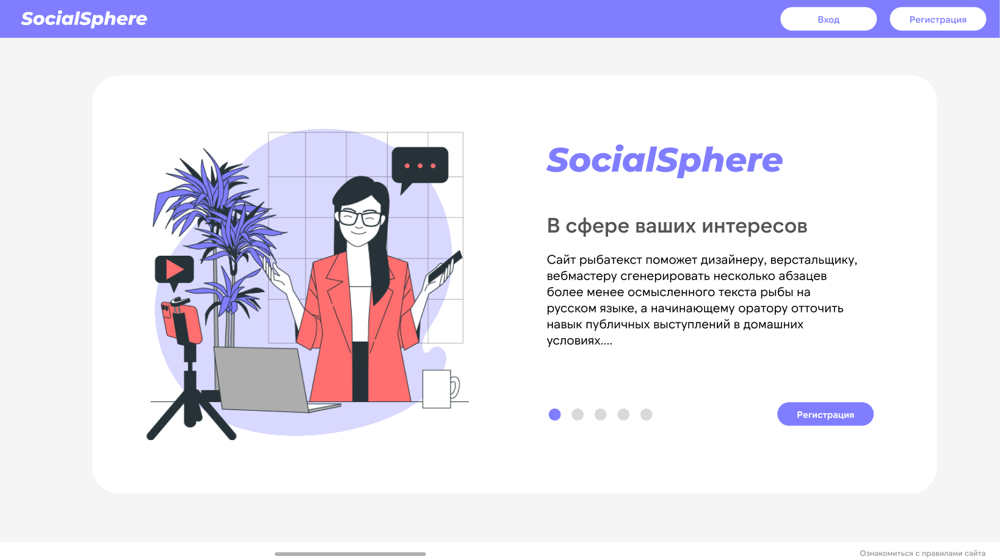 SocialSphere
Вход
Регистрация
SocialSphere
В сфере ваших интересов
Сайт рыбатекст поможет дизайнеру, верстальщику,
вебмастеру сгенерировать несколько абзацев
более менее осмысленного текста рыбы на
русском языке, а начинающему оратору отточить
навык публичных выступлений в домашних
условиях....
Регистрация
Ознакомиться с правилами сайта